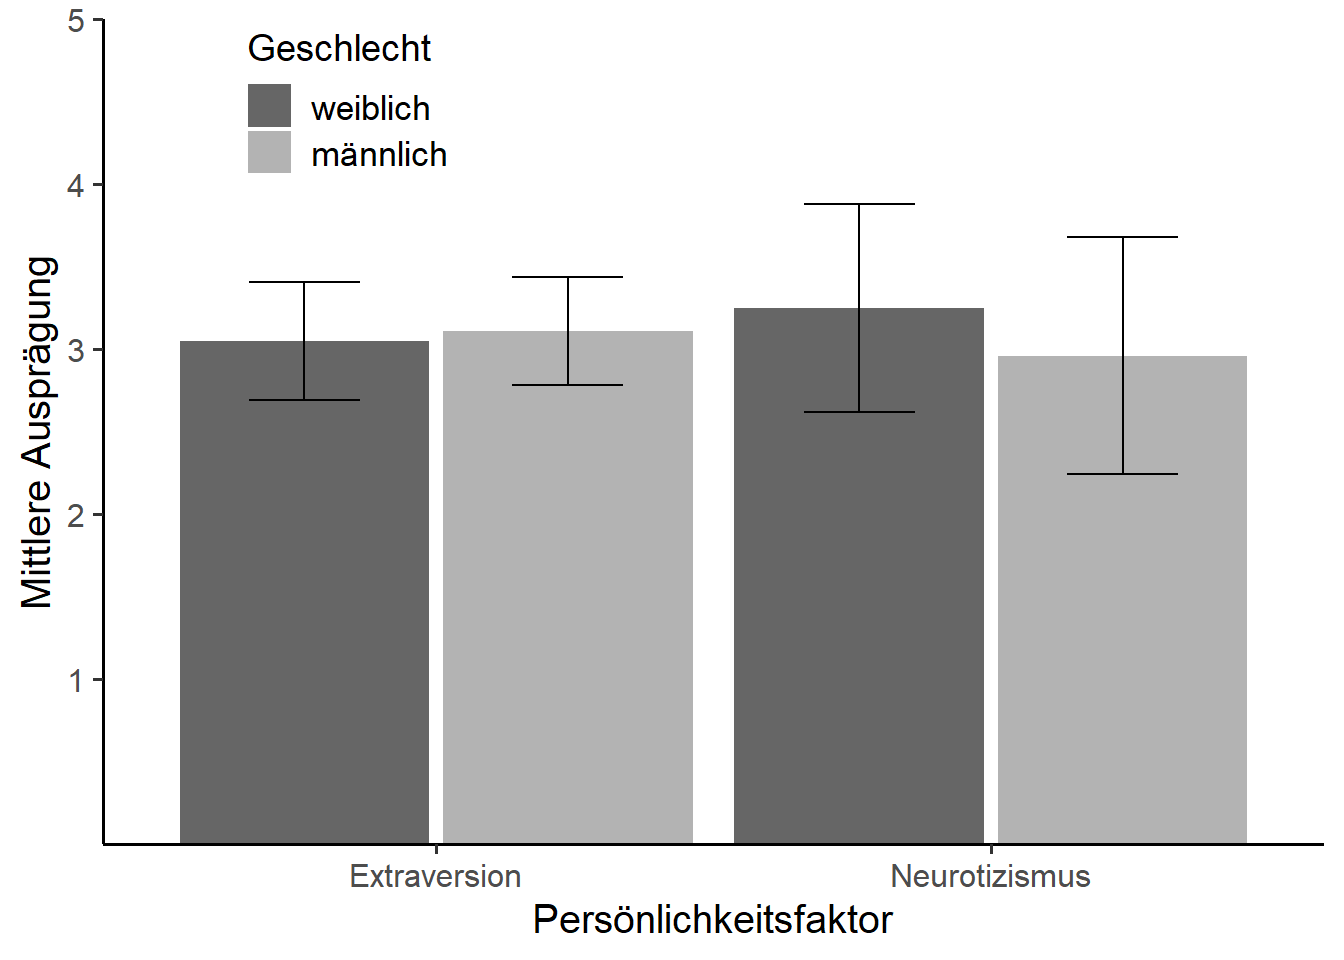 5
4
3
2
1
Mittlere Ausprägung
Geschlecht
weiblich
männlich
Extraversion
Neurotizismus
Persönlichkeitsfaktor